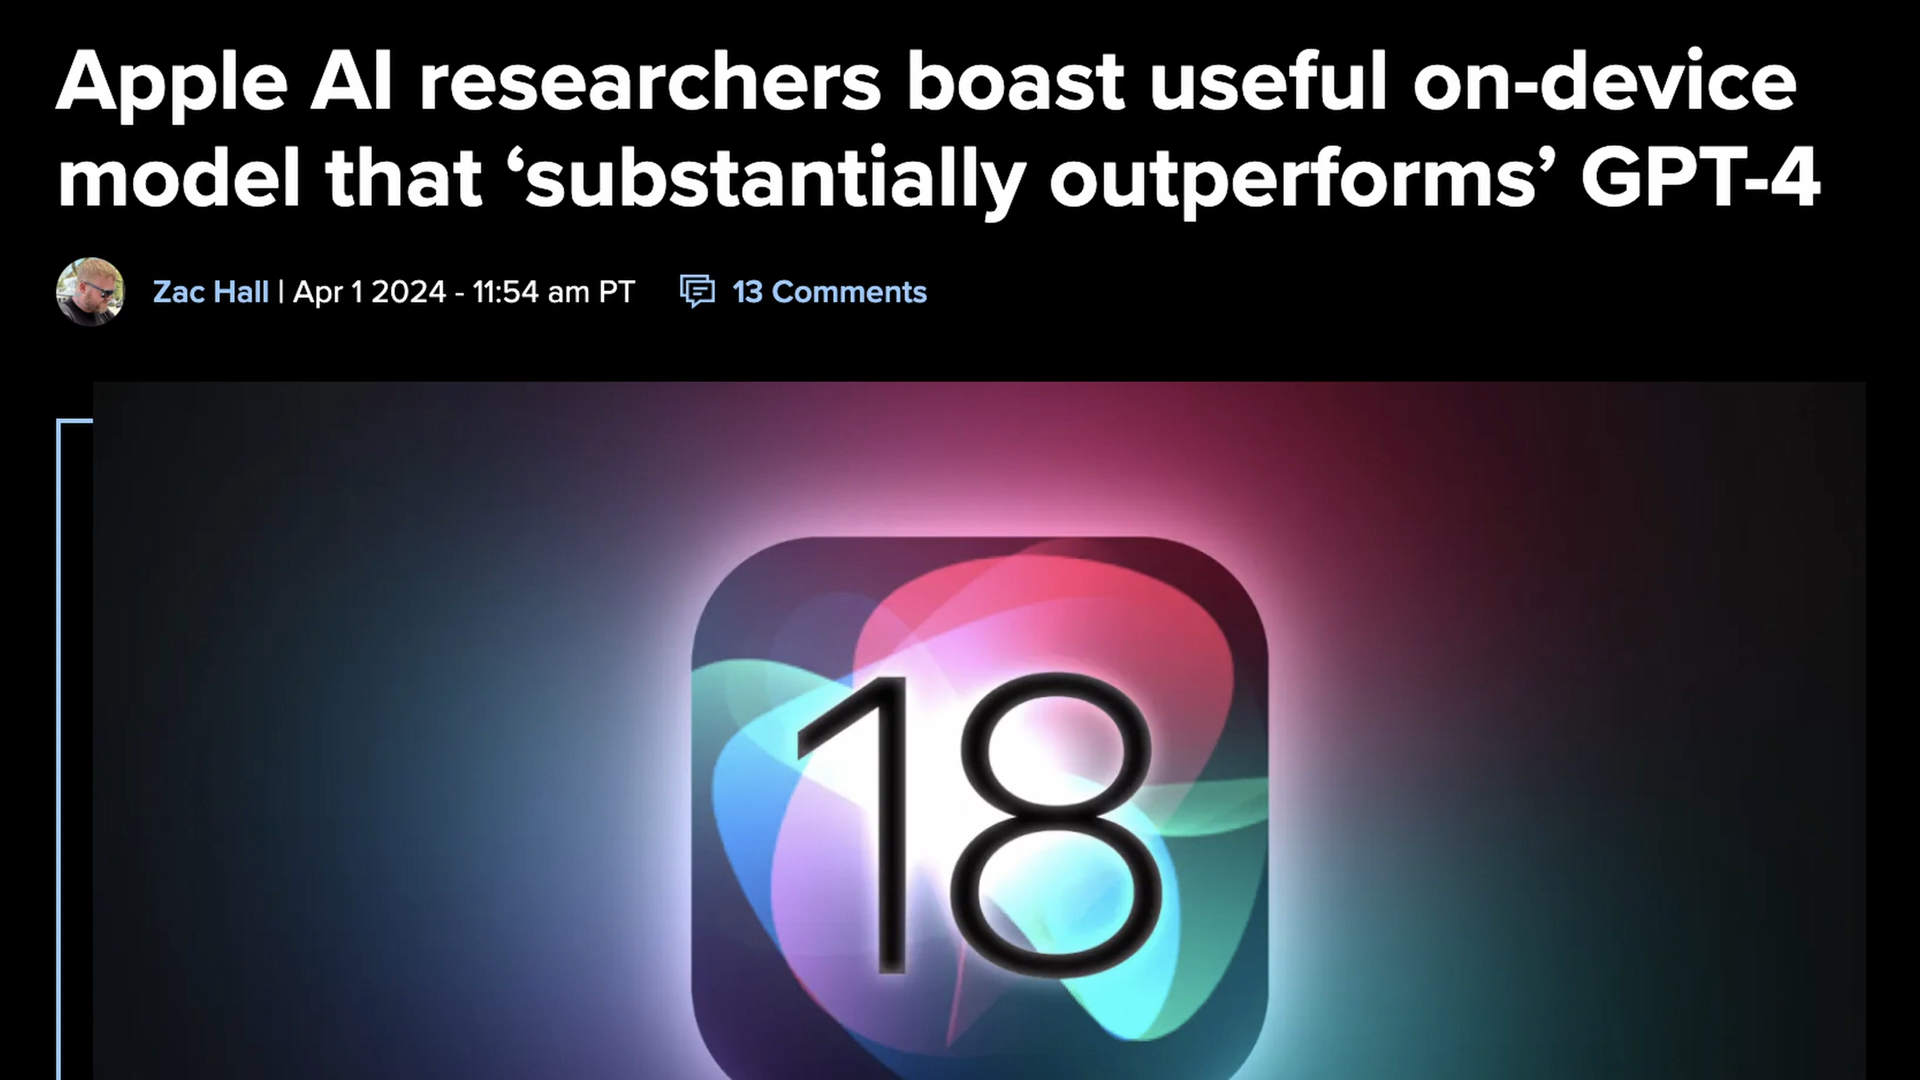 Apple AI researchers boast useful on-device
model that ‘substantially outperforms’ GPT-4
Zac Hall | Apr 1 2024 - 11:54 am PT
13 Comments
18